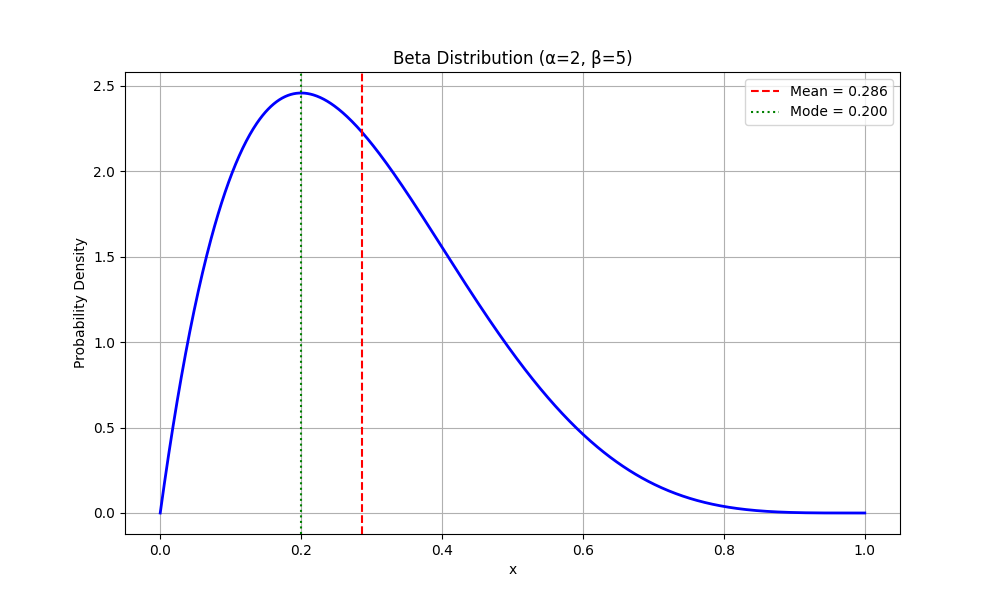 Beta Distribution (α=2, β=5)
Mean = 0.286
Mode = 0.200
2.5
2.0
1.5
1.0
0.5
0.0
Probability Density
0.0 0.2 0.4 0.6 0.8 1.0
x